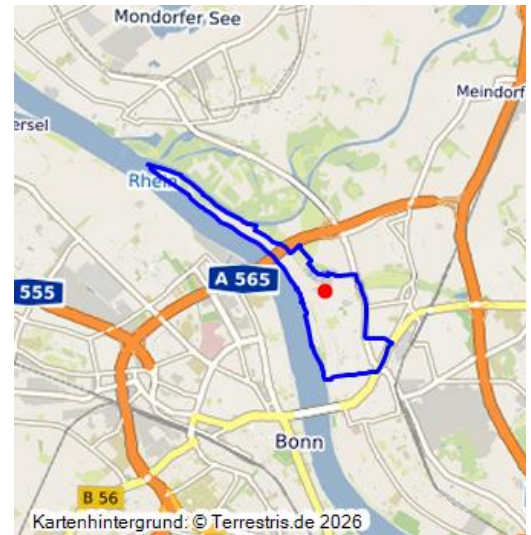 Mondorfer See
Meindorf
ersel
Rhein
A 565
555
Bonn
B 56
Kartenhintergrund: © Terrestris.de 2026